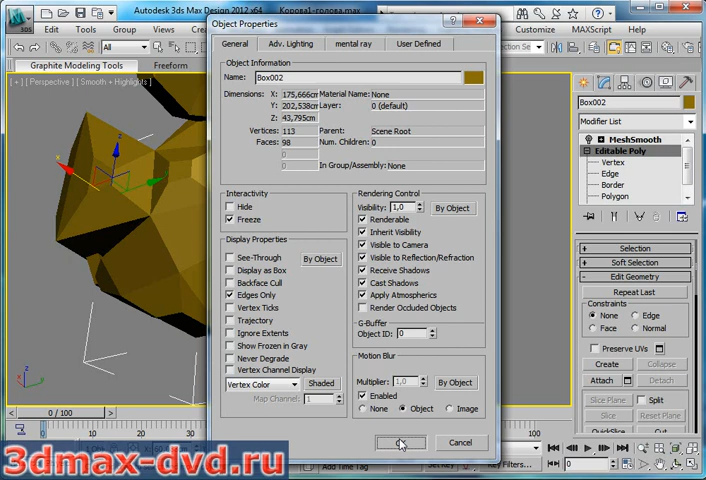 Autodesk 3ds Max Design 2012 x64
Корова1-голова.max
3DS
Edit
Tools
Group
Views
Create
MAXScript
Help
All
Graphite Modeling Tools
Freeform
[ + ] [ Perspective ] [ Smooth + Highlights ]
Object Properties
General
Adv. Lighting
mental ray
User Defined
Object Information
Name: Box002
Dimensions: X: 175,666cm Material Name: None
Y: 202,538cm Layer: 0 (default)
Z: 43,795cm
Vertices: 113 Parent: Scene Root
Faces: 98 Num. Children: 0
0
0 In Group/Assembly: None
Interactivity
Hide
Freeze
Display Properties
See-Through By Object
Display as Box
Backface Cull
Edges Only
Vertex Ticks
Trajectory
Ignore Extents
Show Frozen in Gray
Never Degrade
Vertex Channel Display
Vertex Color Shaded
Map Channel: 1
Rendering Control
Visibility: 1,0 By Object
Renderable
Inherit Visibility
Visible to Camera
Visible to Reflection/Refraction
Receive Shadows
Cast Shadows
Apply Atmospherics
Render Occluded Objects
G-Buffer
Object ID: 0
Motion Blur
Multiplier: 1,0 By Object
Enabled
None Object Image
Cancel
Box002
Modifier List
MeshSmooth
Editable Poly
Vertex
Edge
Border
Polygon
Selection
Soft Selection
Edit Geometry
Repeat Last
Constraints
None Edge
Face Normal
Preserve UVs
Create Collapse
Attach Detach
Slice Plane Split
Slice Reset Plane
QuickSlice Cut
0 / 100
0 10 20 30 100
Add Time Tag
Set Key Key Filters... 0
3dmax-dvd.ru